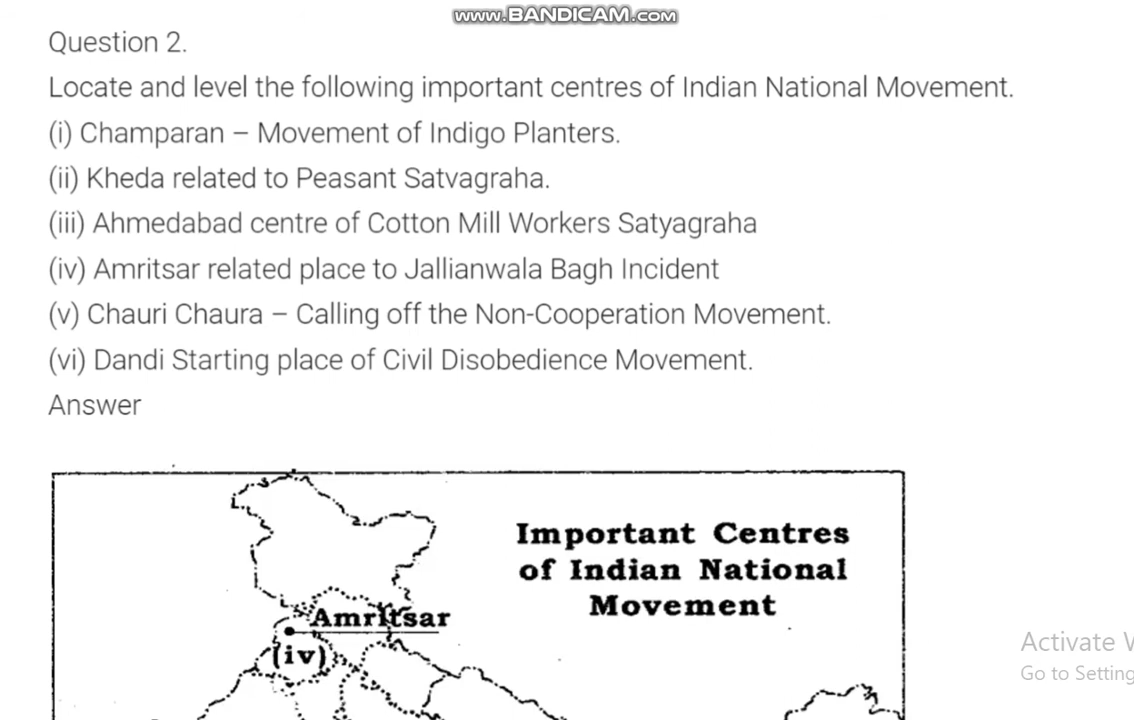 www.BANDICAM.com
Question 2.
Locate and level the following important centres of Indian National Movement.
(i) Champaran – Movement of Indigo Planters.
(ii) Kheda related to Peasant Satvagraha.
(iii) Ahmedabad centre of Cotton Mill Workers Satyagraha
(iv) Amritsar related place to Jallianwala Bagh Incident
(v) Chauri Chaura – Calling off the Non-Cooperation Movement.
(vi) Dandi Starting place of Civil Disobedience Movement.
Answer
Important Centres
of Indian National
Movement
Amritsar
(iv)
Activate
Go to Setting